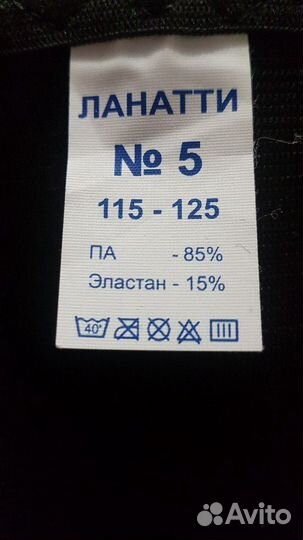 ЛАНАТТИ
№ 5
115 - 125
ПА - 85%
Эластан - 15%
40°
Avito